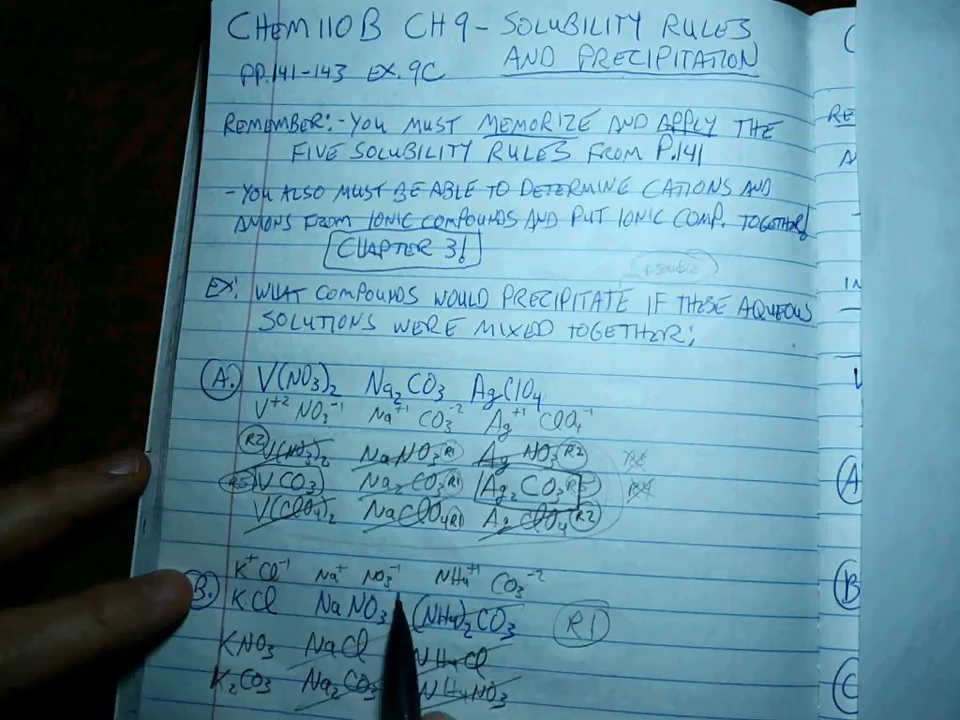 CHEM 110B CH 9 - SOLUBILITY RULES
AND PRECIPITATION
PP. 141-143 EX. 9C
REMEMBER: - YOU MUST MEMORIZE AND APPLY THE
FIVE SOLUBILITY RULES FROM P. 141
- YOU ALSO MUST BE ABLE TO DETERMINE CATIONS AND
ANIONS FROM IONIC COMPOUNDS AND PUT IONIC COMP. TOGETHER!
CHAPTER 3!
EX: WHAT COMPOUNDS WOULD PRECIPITATE IF THESE AQUEOUS
SOLUTIONS WERE MIXED TOGETHER:
A. V(NO3)2 Na2CO3 AgClO4
V+2 NO3-1 Na+1 CO3-2 Ag+1 ClO4-1
R2 V(NO3)2 NaNO3 R1 AgNO3 R2
R5 VCO3 Na2CO3 R1 Ag2CO3 R5
V(ClO4)2 NaClO4 R1 AgClO4 R2
K+ Cl-1 Na+ NO3-1 NH4+1 CO3-2
B. KCl NaNO3 (NH4)2CO3 R1
KNO3 NaCl NH4Cl
K2CO3 Na2CO3 NH4NO3